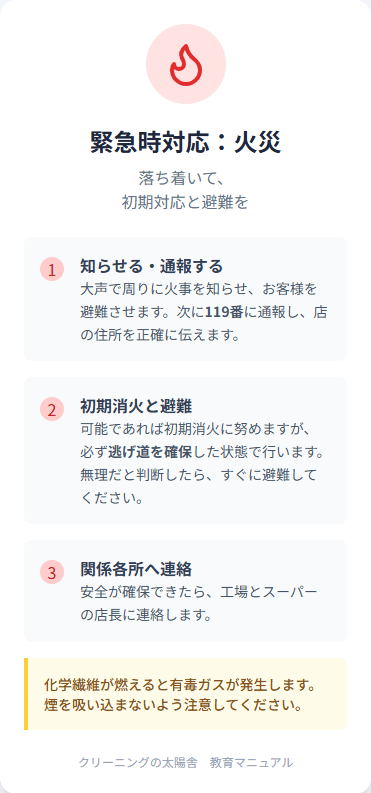 緊急時対応：火災
落ち着いて、
初期対応と避難を
1
知らせる・通報する
大声で周りに火事を知らせ、お客様を
避難させます。次に119番に通報し、店
の住所を正確に伝えます。
2
初期消火と避難
可能であれば初期消火に努めますが、
必ず逃げ道を確保した状態で行います。
無理だと判断したら、すぐに避難して
ください。
3
関係各所へ連絡
安全が確保できたら、工場とスーパー
の店長に連絡します。
化学繊維が燃えると有毒ガスが発生します。
煙を吸い込まないよう注意してください。
クリーニングの太陽舎　教育マニュアル